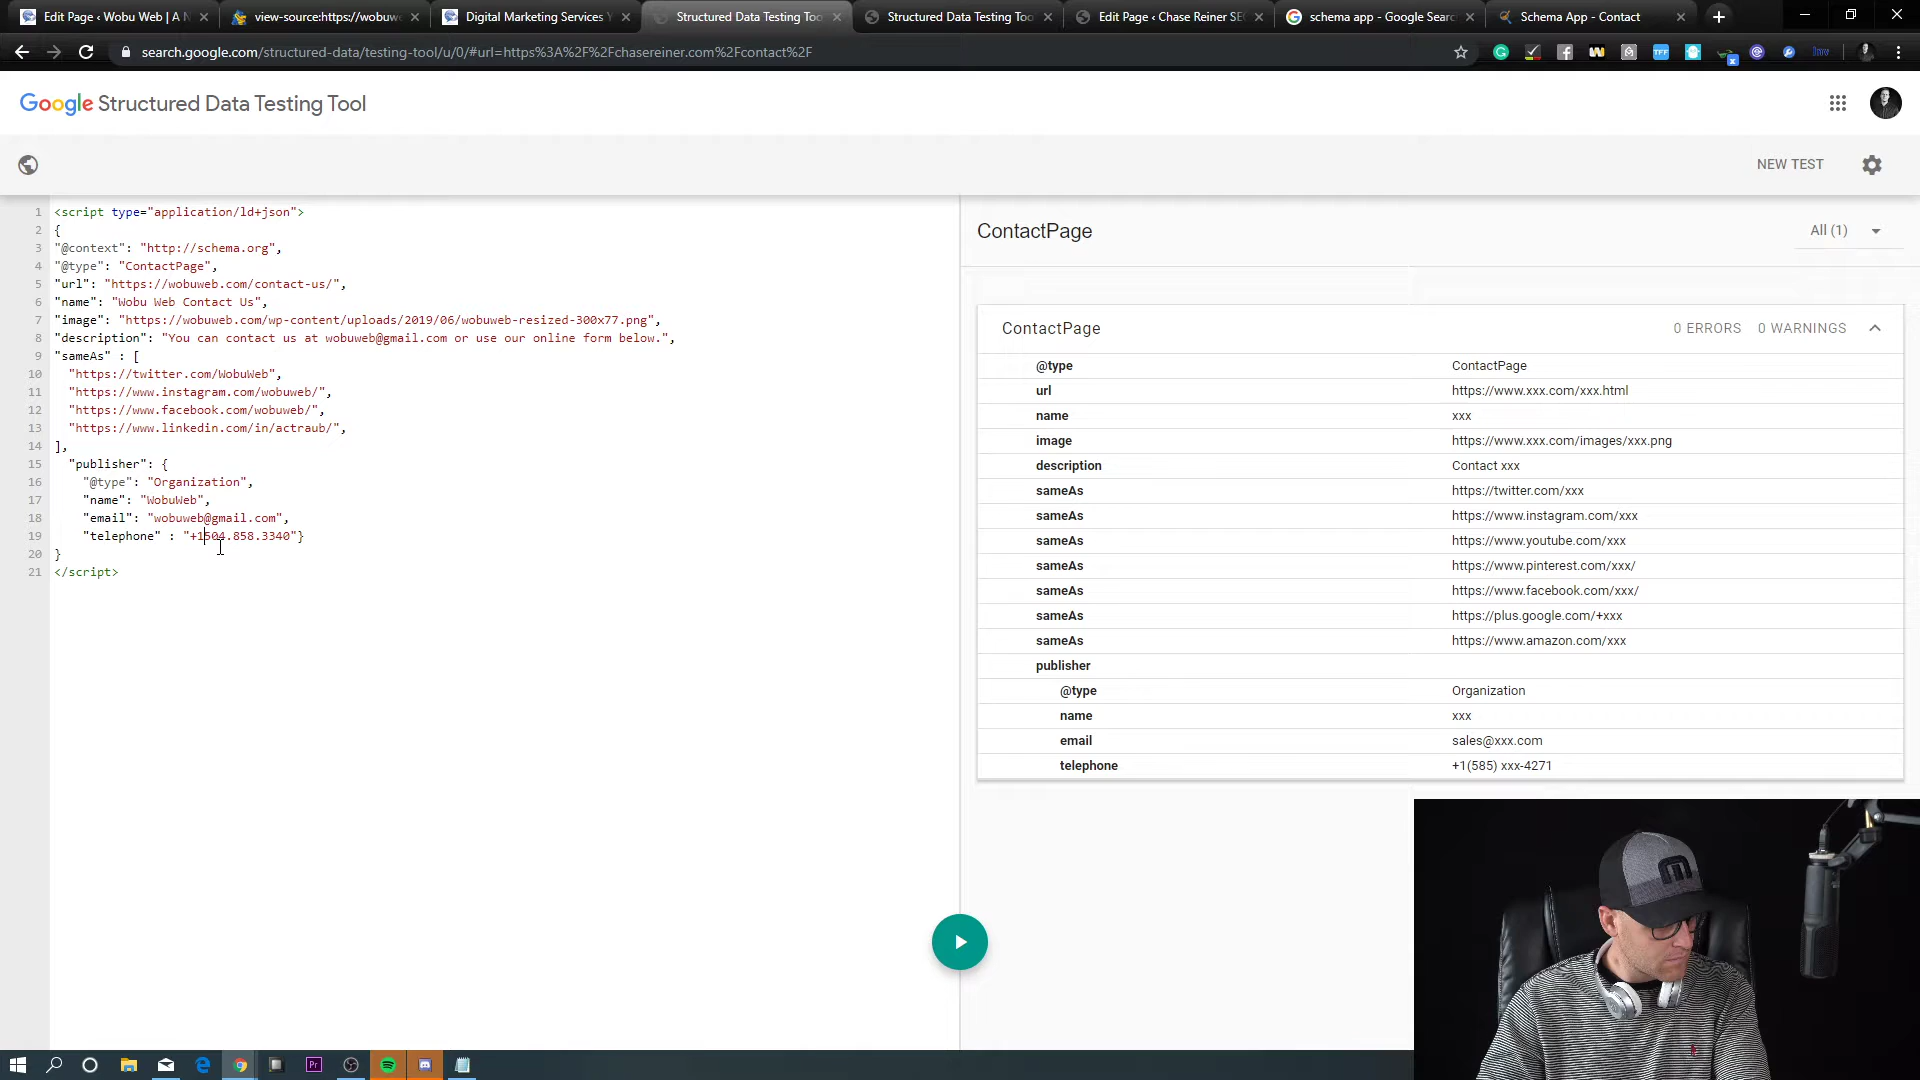 Edit Page ‹ Wobu Web | A N
view-source:https://wobuwe
Digital Marketing Services Y
Structured Data Testing Too
Structured Data Testing Too
Edit Page ‹ Chase Reiner SE
schema app - Google Searc
Schema App - Contact
search.google.com/structured-data/testing-tool/u/0/#url=https%3A%2F%2Fchasereiner.com%2Fcontact%2F
Google Structured Data Testing Tool
NEW TEST
1 <script type="application/ld+json">
2 {
3 "@context": "http://schema.org",
4 "@type": "ContactPage",
5 "url": "https://wobuweb.com/contact-us/",
6 "name": "Wobu Web Contact Us",
7 "image": "https://wobuweb.com/wp-content/uploads/2019/06/wobuweb-resized-300x77.png",
8 "description": "You can contact us at wobuweb@gmail.com or use our online form below.",
9 "sameAs" : [
10 "https://twitter.com/WobuWeb",
11 "https://www.instagram.com/wobuweb/",
12 "https://www.facebook.com/wobuweb/",
13 "https://www.linkedin.com/in/actraub/",
14 ],
15 "publisher": {
16 "@type": "Organization",
17 "name": "WobuWeb",
18 "email": "wobuweb@gmail.com",
19 "telephone" : "+1504.858.3340"}
20 }
21 </script>
ContactPage
All (1)
ContactPage 0 ERRORS 0 WARNINGS
@type ContactPage
url https://www.xxx.com/xxx.html
name xxx
image https://www.xxx.com/images/xxx.png
description Contact xxx
sameAs https://twitter.com/xxx
sameAs https://www.instagram.com/xxx
sameAs https://www.youtube.com/xxx
sameAs https://www.pinterest.com/xxx/
sameAs https://www.facebook.com/xxx/
sameAs https://plus.google.com/+xxx
sameAs https://www.amazon.com/xxx
publisher
@type Organization
name xxx
email sales@xxx.com
telephone +1(585) xxx-4271
Pr